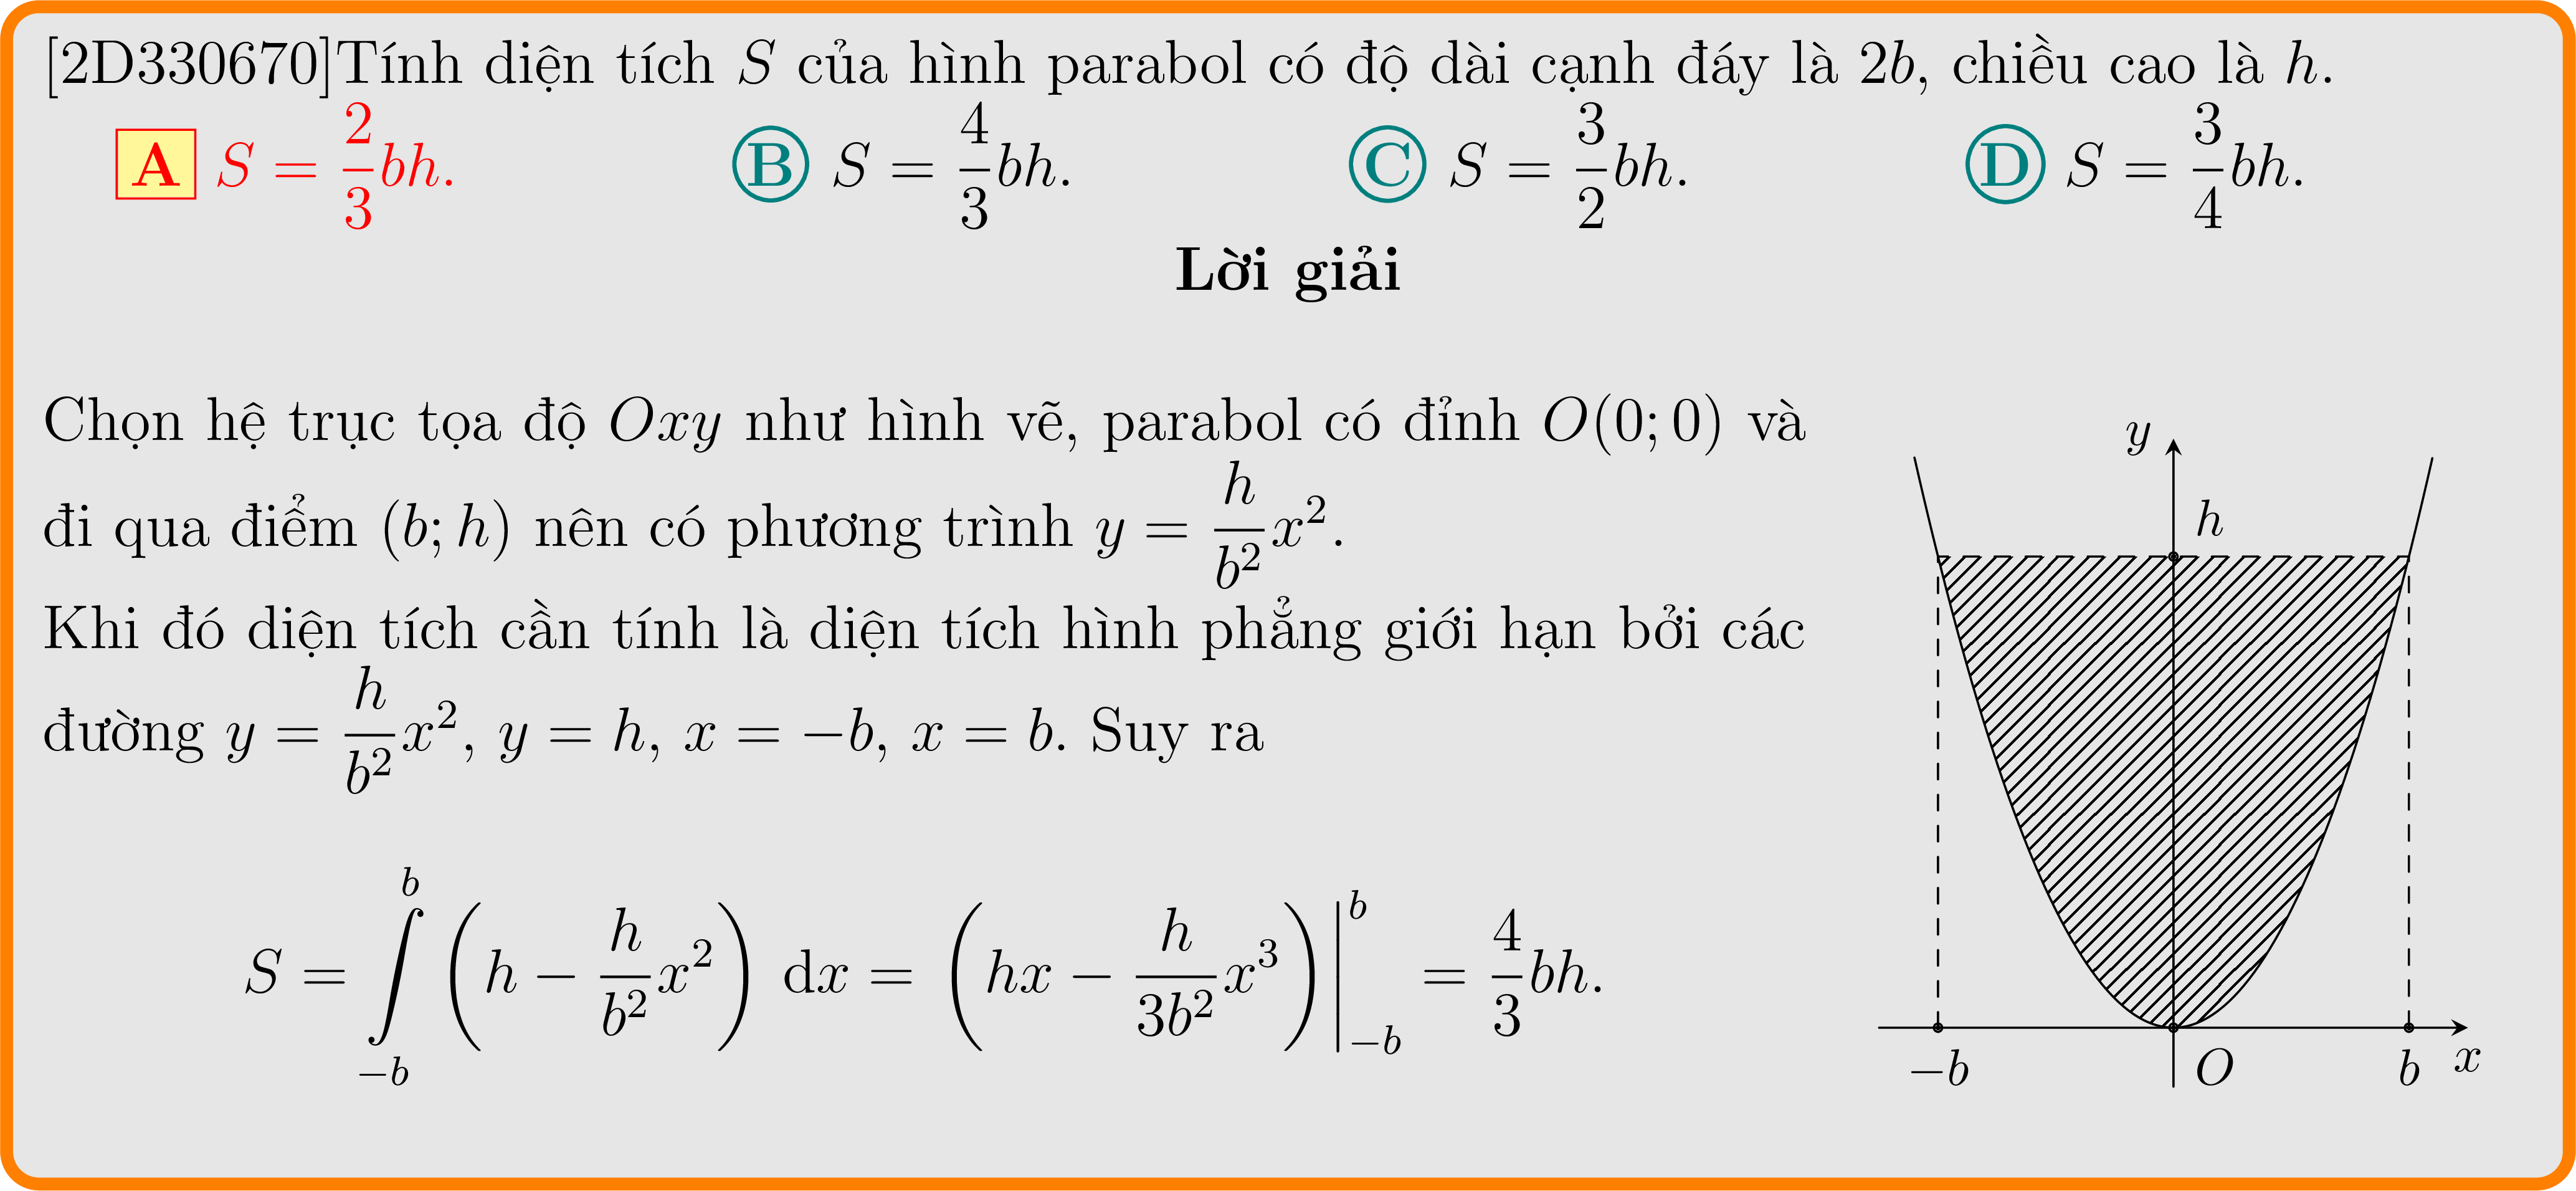 [2D330670]Tính diện tích S của hình parabol có độ dài cạnh đáy là 2b, chiều cao là h.
A S = \frac{2}{3}bh. B S = \frac{4}{3}bh. C S = \frac{3}{2}bh. D S = \frac{3}{4}bh.
Lời giải
Chọn hệ trục tọa độ Oxy như hình vẽ, parabol có đỉnh O(0; 0) và
đi qua điểm (b; h) nên có phương trình y = \frac{h}{b^2}x^2.
Khi đó diện tích cần tính là diện tích hình phẳng giới hạn bởi các
đường y = \frac{h}{b^2}x^2, y = h, x = −b, x = b. Suy ra
S = \int_{-b}^{b} \left(h − \frac{h}{b^2}x^2\right) dx = \left(hx − \frac{h}{3b^2}x^3\right)\Big|_{-b}^{b} = \frac{4}{3}bh.
y
h
−b O b x